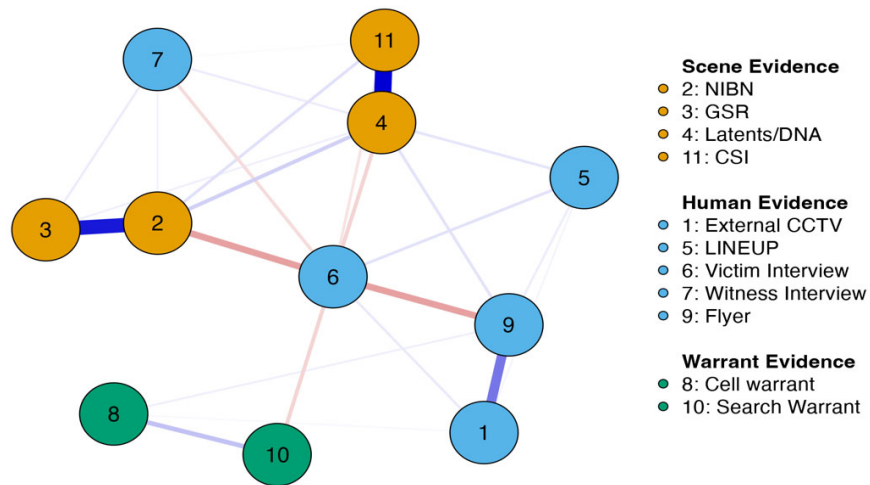 11
7
4
5
3
2
6
9
8
10
1
Scene Evidence
2: NIBN
3: GSR
4: Latents/DNA
11: CSI
Human Evidence
1: External CCTV
5: LINEUP
6: Victim Interview
7: Witness Interview
9: Flyer
Warrant Evidence
8: Cell warrant
10: Search Warrant